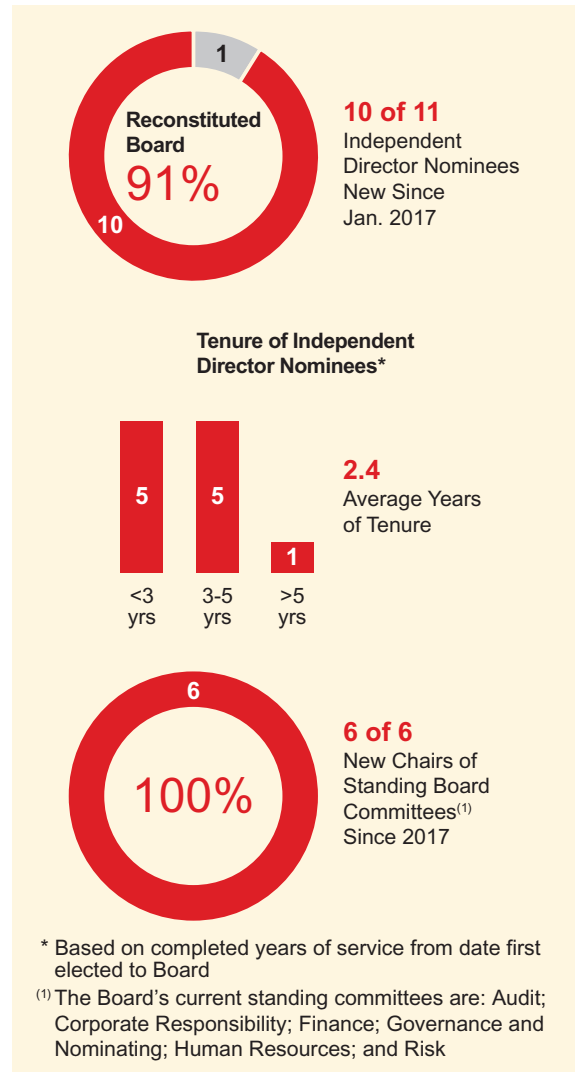 1
Reconstituted
Board
91%
10
10 of 11
Independent
Director Nominees
New Since
Jan. 2017
Tenure of Independent
Director Nominees*
5
5
1
<3
yrs
3-5
yrs
>5
yrs
2.4
Average Years
of Tenure
6
100%
6 of 6
New Chairs of
Standing Board
Committees(1)
Since 2017
* Based on completed years of service from date first
elected to Board
(1) The Board's current standing committees are: Audit;
Corporate Responsibility; Finance; Governance and
Nominating; Human Resources; and Risk